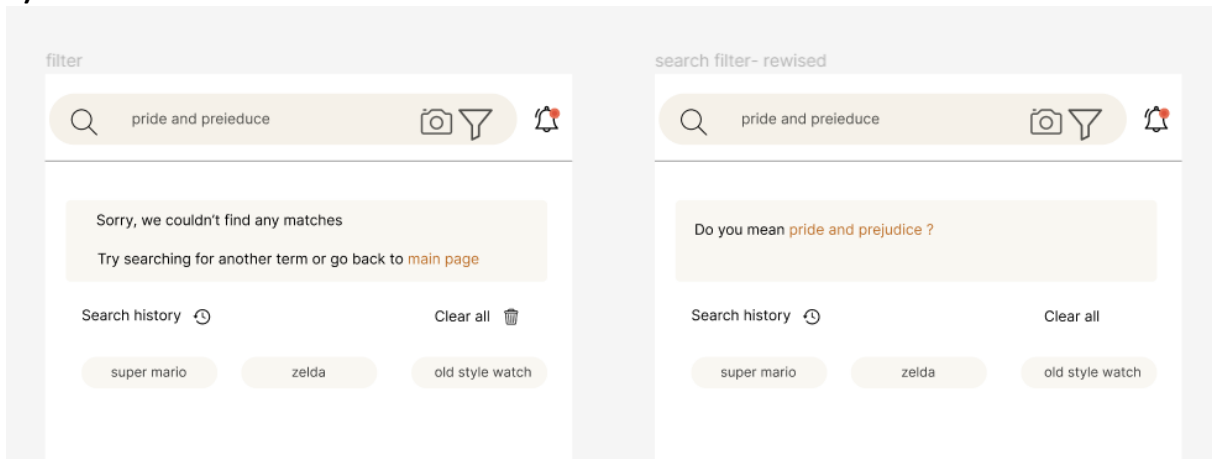 filter
pride and preieduce
Sorry, we couldn't find any matches
Try searching for another term or go back to main page
Search history
Clear all
super mario
zelda
old style watch
search filter- rewised
pride and preieduce
Do you mean pride and prejudice ?
Search history
Clear all
super mario
zelda
old style watch